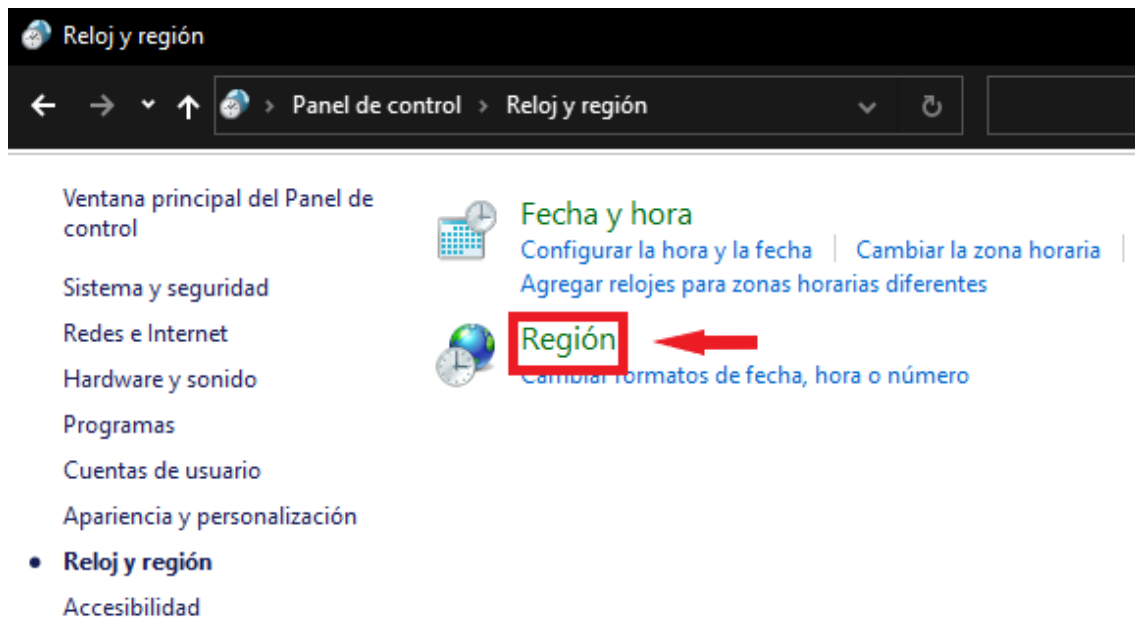 Reloj y región
Panel de control > Reloj y región
Ventana principal del Panel de
control
Sistema y seguridad
Redes e Internet
Hardware y sonido
Programas
Cuentas de usuario
Apariencia y personalización
Reloj y región
Accesibilidad
Fecha y hora
Configurar la hora y la fecha | Cambiar la zona horaria |
Agregar relojes para zonas horarias diferentes
Región
Cambiar formatos de fecha, hora o número